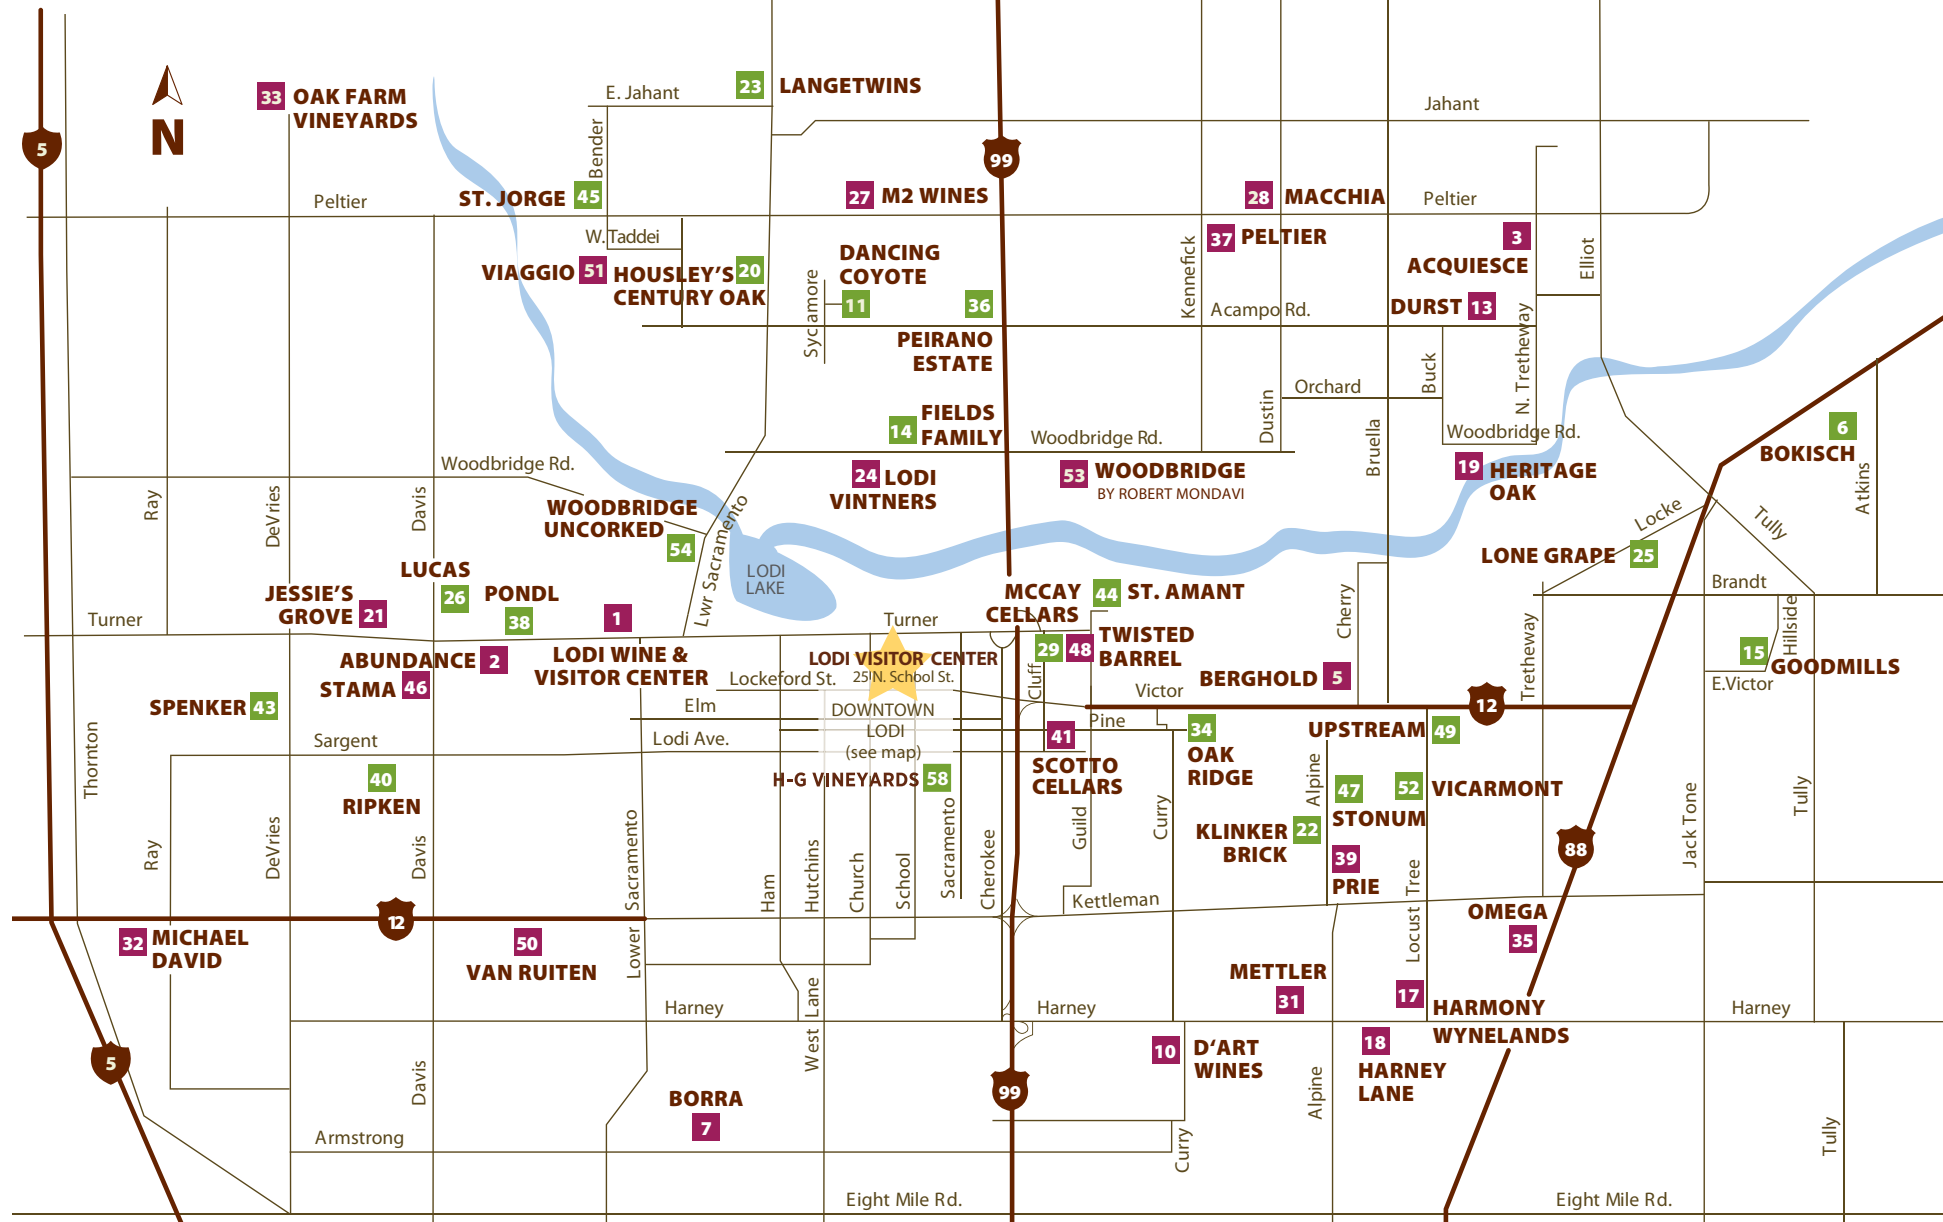 33 OAK FARM
VINEYARDS
N
5
E. Jahant
23 LANGETWINS
99
Jahant
Bender
ST. JORGE 45
Peltier
27 M2 WINES
28 MACCHIA
Peltier
W. Taddei
VIAGGIO 51
HOUSLEY'S 20
CENTURY OAK
DANCING
COYOTE
11
36
Sycamore
PEIRANO
ESTATE
Kennefick
37 PELTIER
3
ACQUIESCE
Elliot
Acampo Rd.
DURST 13
N. Tretheway
Buck
Orchard
Dustin
Bruella
14 FIELDS
FAMILY
Woodbridge Rd.
Woodbridge Rd.
6
BOKISCH
Atkins
Woodbridge Rd.
24 LODI
VINTNERS
53 WOODBRIDGE
BY ROBERT MONDAVI
19 HERITAGE
OAK
Ray
DeVries
Davis
WOODBRIDGE
UNCORKED
54
Lwr Sacramento
LODI
LAKE
Locke
Tully
LONE GRAPE 25
Brandt
LUCAS
26
PONDL
38
JESSIE'S
GROVE 21
1
Turner
Turner
MCCAY
CELLARS
29
44 ST. AMANT
48 TWISTED
BARREL
Cherry
Tretheway
Hillside
15
GOODMILLS
E.Victor
ABUNDANCE 2
STAMA 46
LODI WINE &
VISITOR CENTER
LODI VISITOR CENTER
25 N. School St.
Lockeford St.
Cluff
Victor
BERGHOLD 5
12
SPENKER 43
Elm
DOWNTOWN
LODI
(see map)
Pine
34
OAK
RIDGE
UPSTREAM 49
Sargent
Lodi Ave.
41
SCOTTO
CELLARS
40
RIPKEN
H-G VINEYARDS 58
Thornton
Alpine
47
STONUM
52 VICARMONT
KLINKER 22
BRICK
39
PRIE
88
Jack Tone
Tully
Ray
DeVries
Davis
Lower Sacramento
Ham
Hutchins
Church
School
Sacramento
Cherokee
Guild
Curry
Locust Tree
Kettleman
12
32 MICHAEL
DAVID
50
VAN RUITEN
OMEGA
35
METTLER
31
17
HARMONY
WYNELANDS
Harney
Harney
Harney
West Lane
10 D'ART
WINES
18
HARNEY
LANE
5
Davis
BORRA
7
99
Alpine
Armstrong
Curry
Tully
Eight Mile Rd.
Eight Mile Rd.